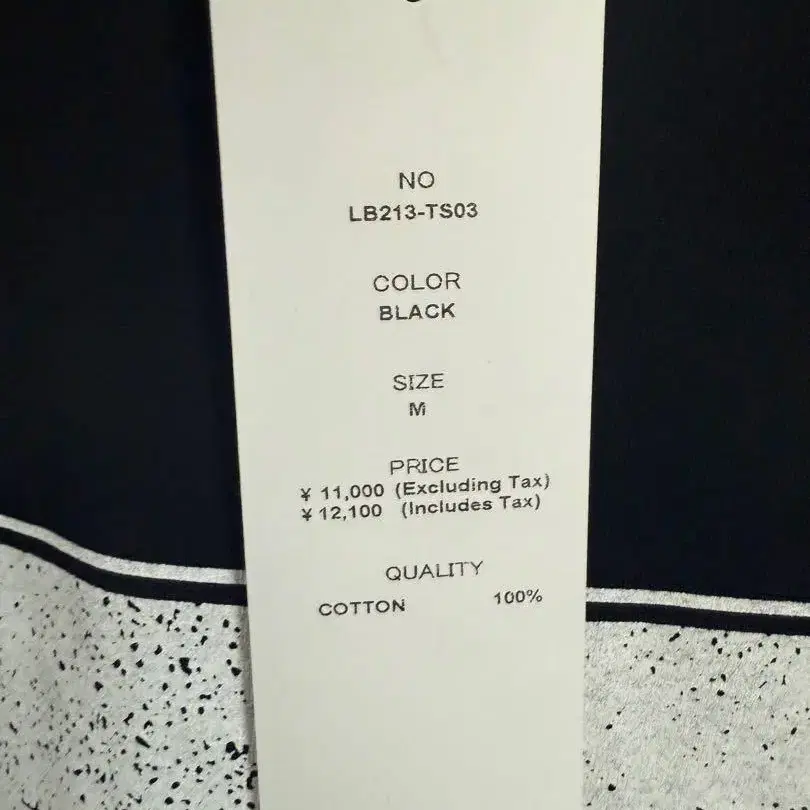 NO
LB213-TS03
COLOR
BLACK
SIZE
M
PRICE
¥ 11,000 (Excluding Tax)
¥ 12,100 (Includes Tax)
QUALITY
COTTON 100%